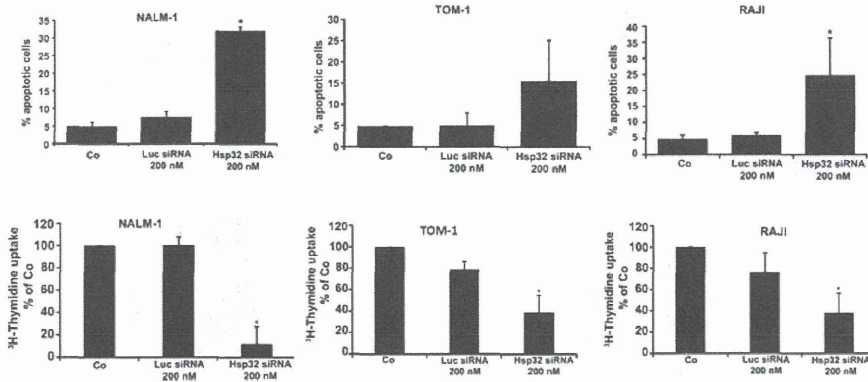 NALM-1
% apoptotic cells
35
30
25
20
15
10
5
0
*
Co
Luc siRNA
200 nM
Hsp32 siRNA
200 nM
TOM-1
% apoptotic cells
30
25
20
15
10
5
0
Co
Luc siRNA
200 nM
Hsp32 siRNA
200 nM
RAJI
% apoptotic cells
40
35
30
25
20
15
10
5
0
*
Co
Luc siRNA
200 nM
Hsp32 siRNA
200 nM
NALM-1
³H-Thymidine uptake
% of Co
120
100
80
60
40
20
0
*
Co
Luc siRNA
200 nM
Hsp32 siRNA
200 nM
TOM-1
³H-Thymidine uptake
% of Co
120
100
80
60
40
20
0
*
Co
Luc siRNA
200 nM
Hsp32 siRNA
200 nM
RAJI
³H-Thymidine uptake
% of Co
120
100
80
60
40
20
0
*
Co
Luc siRNA
200 nM
Hsp32 siRNA
200 nM